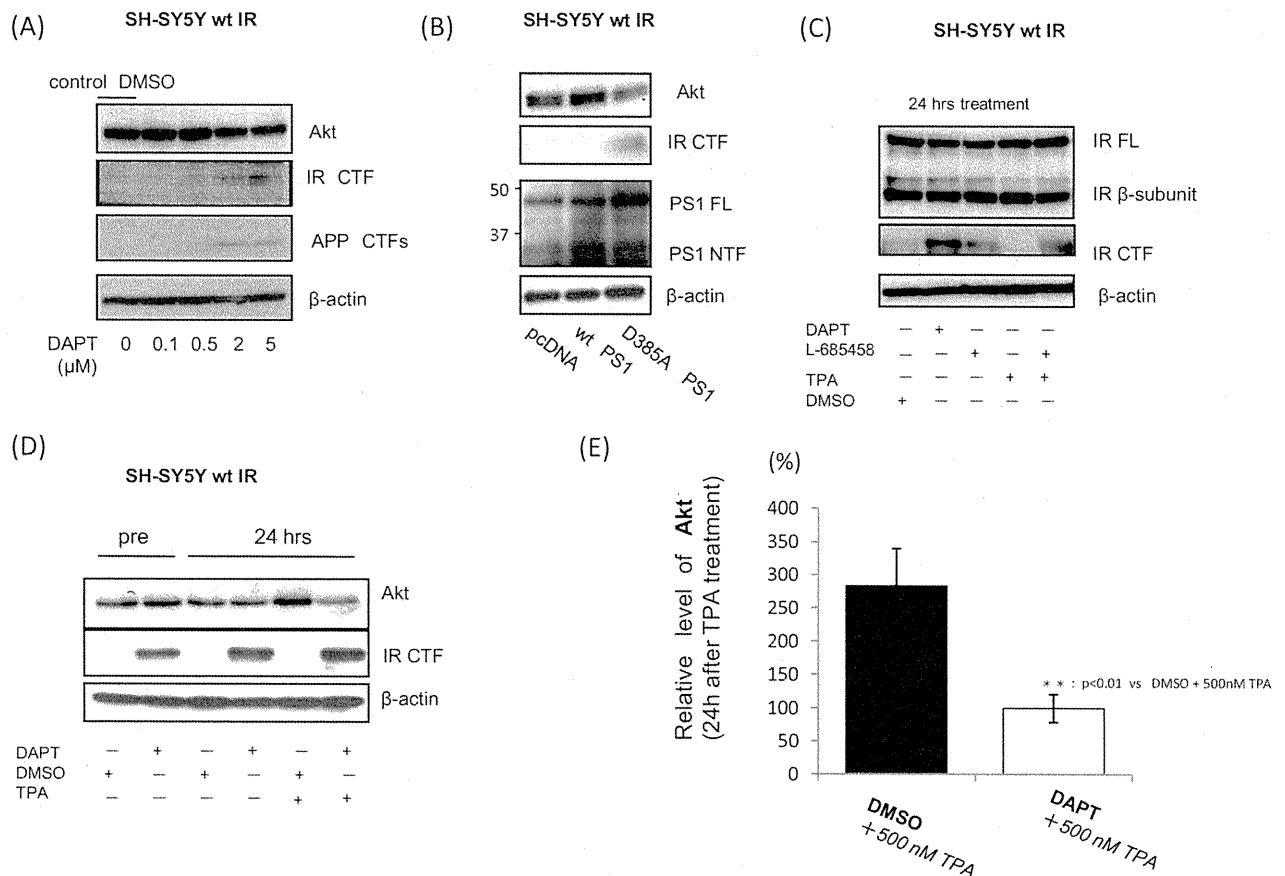 (A)
SH-SY5Y wt IR
control DMSO
Akt
IR CTF
APP CTFs
β-actin
DAPT 0 0.1 0.5 2 5
(µM)
(B)
SH-SY5Y wt IR
Akt
IR CTF
50
PS1 FL
37
PS1 NTF
β-actin
pcDNA
wt PS1
D385A PS1
(C)
SH-SY5Y wt IR
24 hrs treatment
IR FL
IR β-subunit
IR CTF
β-actin
DAPT — + — — —
L-685458 — — + — +
TPA — — — + +
DMSO + — — — —
(D)
SH-SY5Y wt IR
pre 24 hrs
Akt
IR CTF
β-actin
DAPT — + — + — +
DMSO + — + — + —
TPA — — — — + +
(E)
(%)
Relative level of Akt
(24h after TPA treatment)
400
350
300
250
200
150
100
50
0
** : p<0.01 vs DMSO + 500nM TPA
DMSO
+500 nM TPA
DAPT
+500 nM TPA